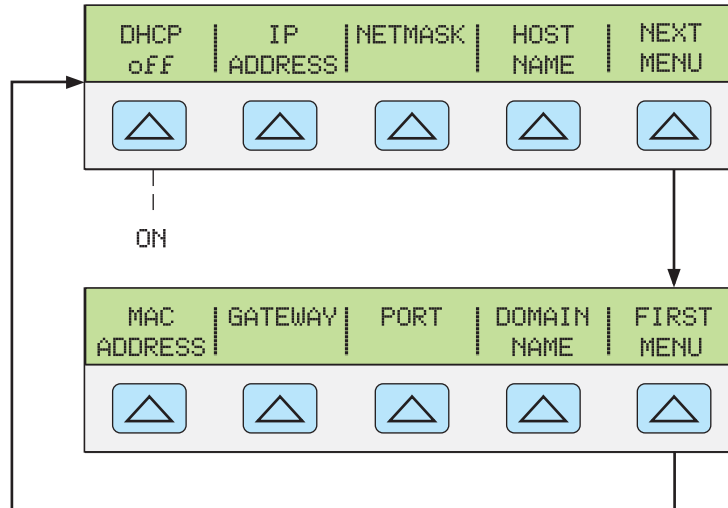 DHCP off
IP ADDRESS
NETMASK
HOST NAME
NEXT MENU
ON
MAC ADDRESS
GATEWAY
PORT
DOMAIN NAME
FIRST MENU